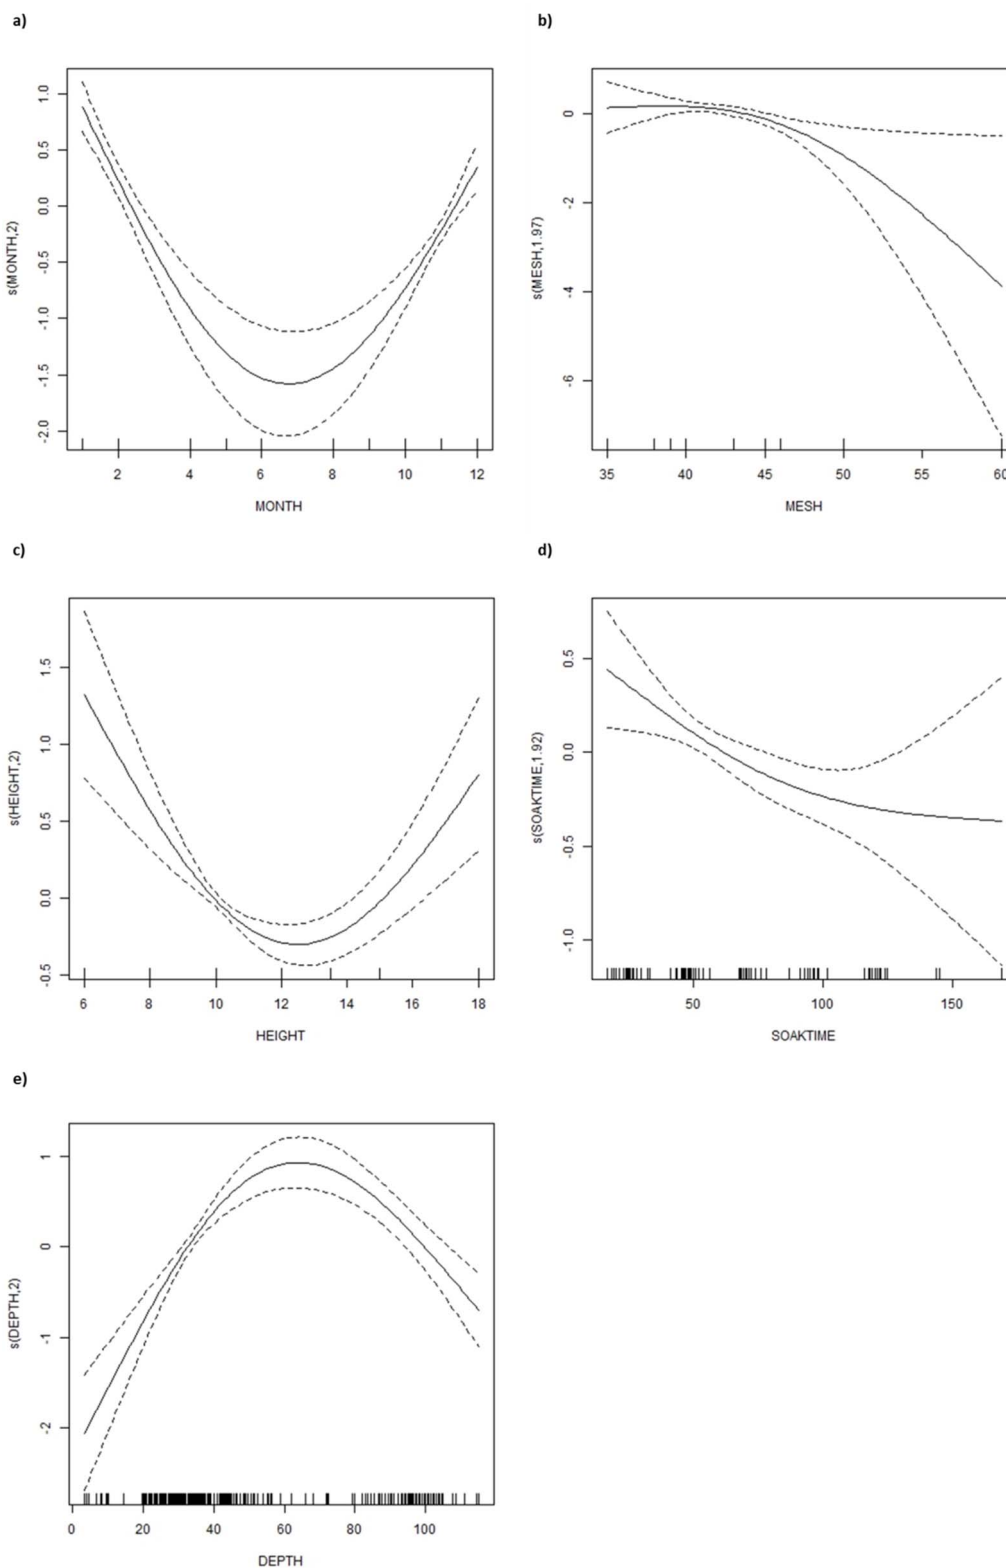 a)
s(MONTH,2)
1.0
0.5
0.0
-0.5
-1.0
-1.5
-2.0
2 4 6 8 10 12
MONTH
b)
s(MESH,1.97)
0
-2
-4
-6
35 40 45 50 55 60
MESH
c)
s(HEIGHT,2)
1.5
1.0
0.5
0.0
-0.5
6 8 10 12 14 16 18
HEIGHT
d)
s(SOAKTIME,1.92)
0.5
0.0
-0.5
-1.0
50 100 150
SOAKTIME
e)
s(DEPTH,2)
1
0
-1
-2
0 20 40 60 80 100
DEPTH